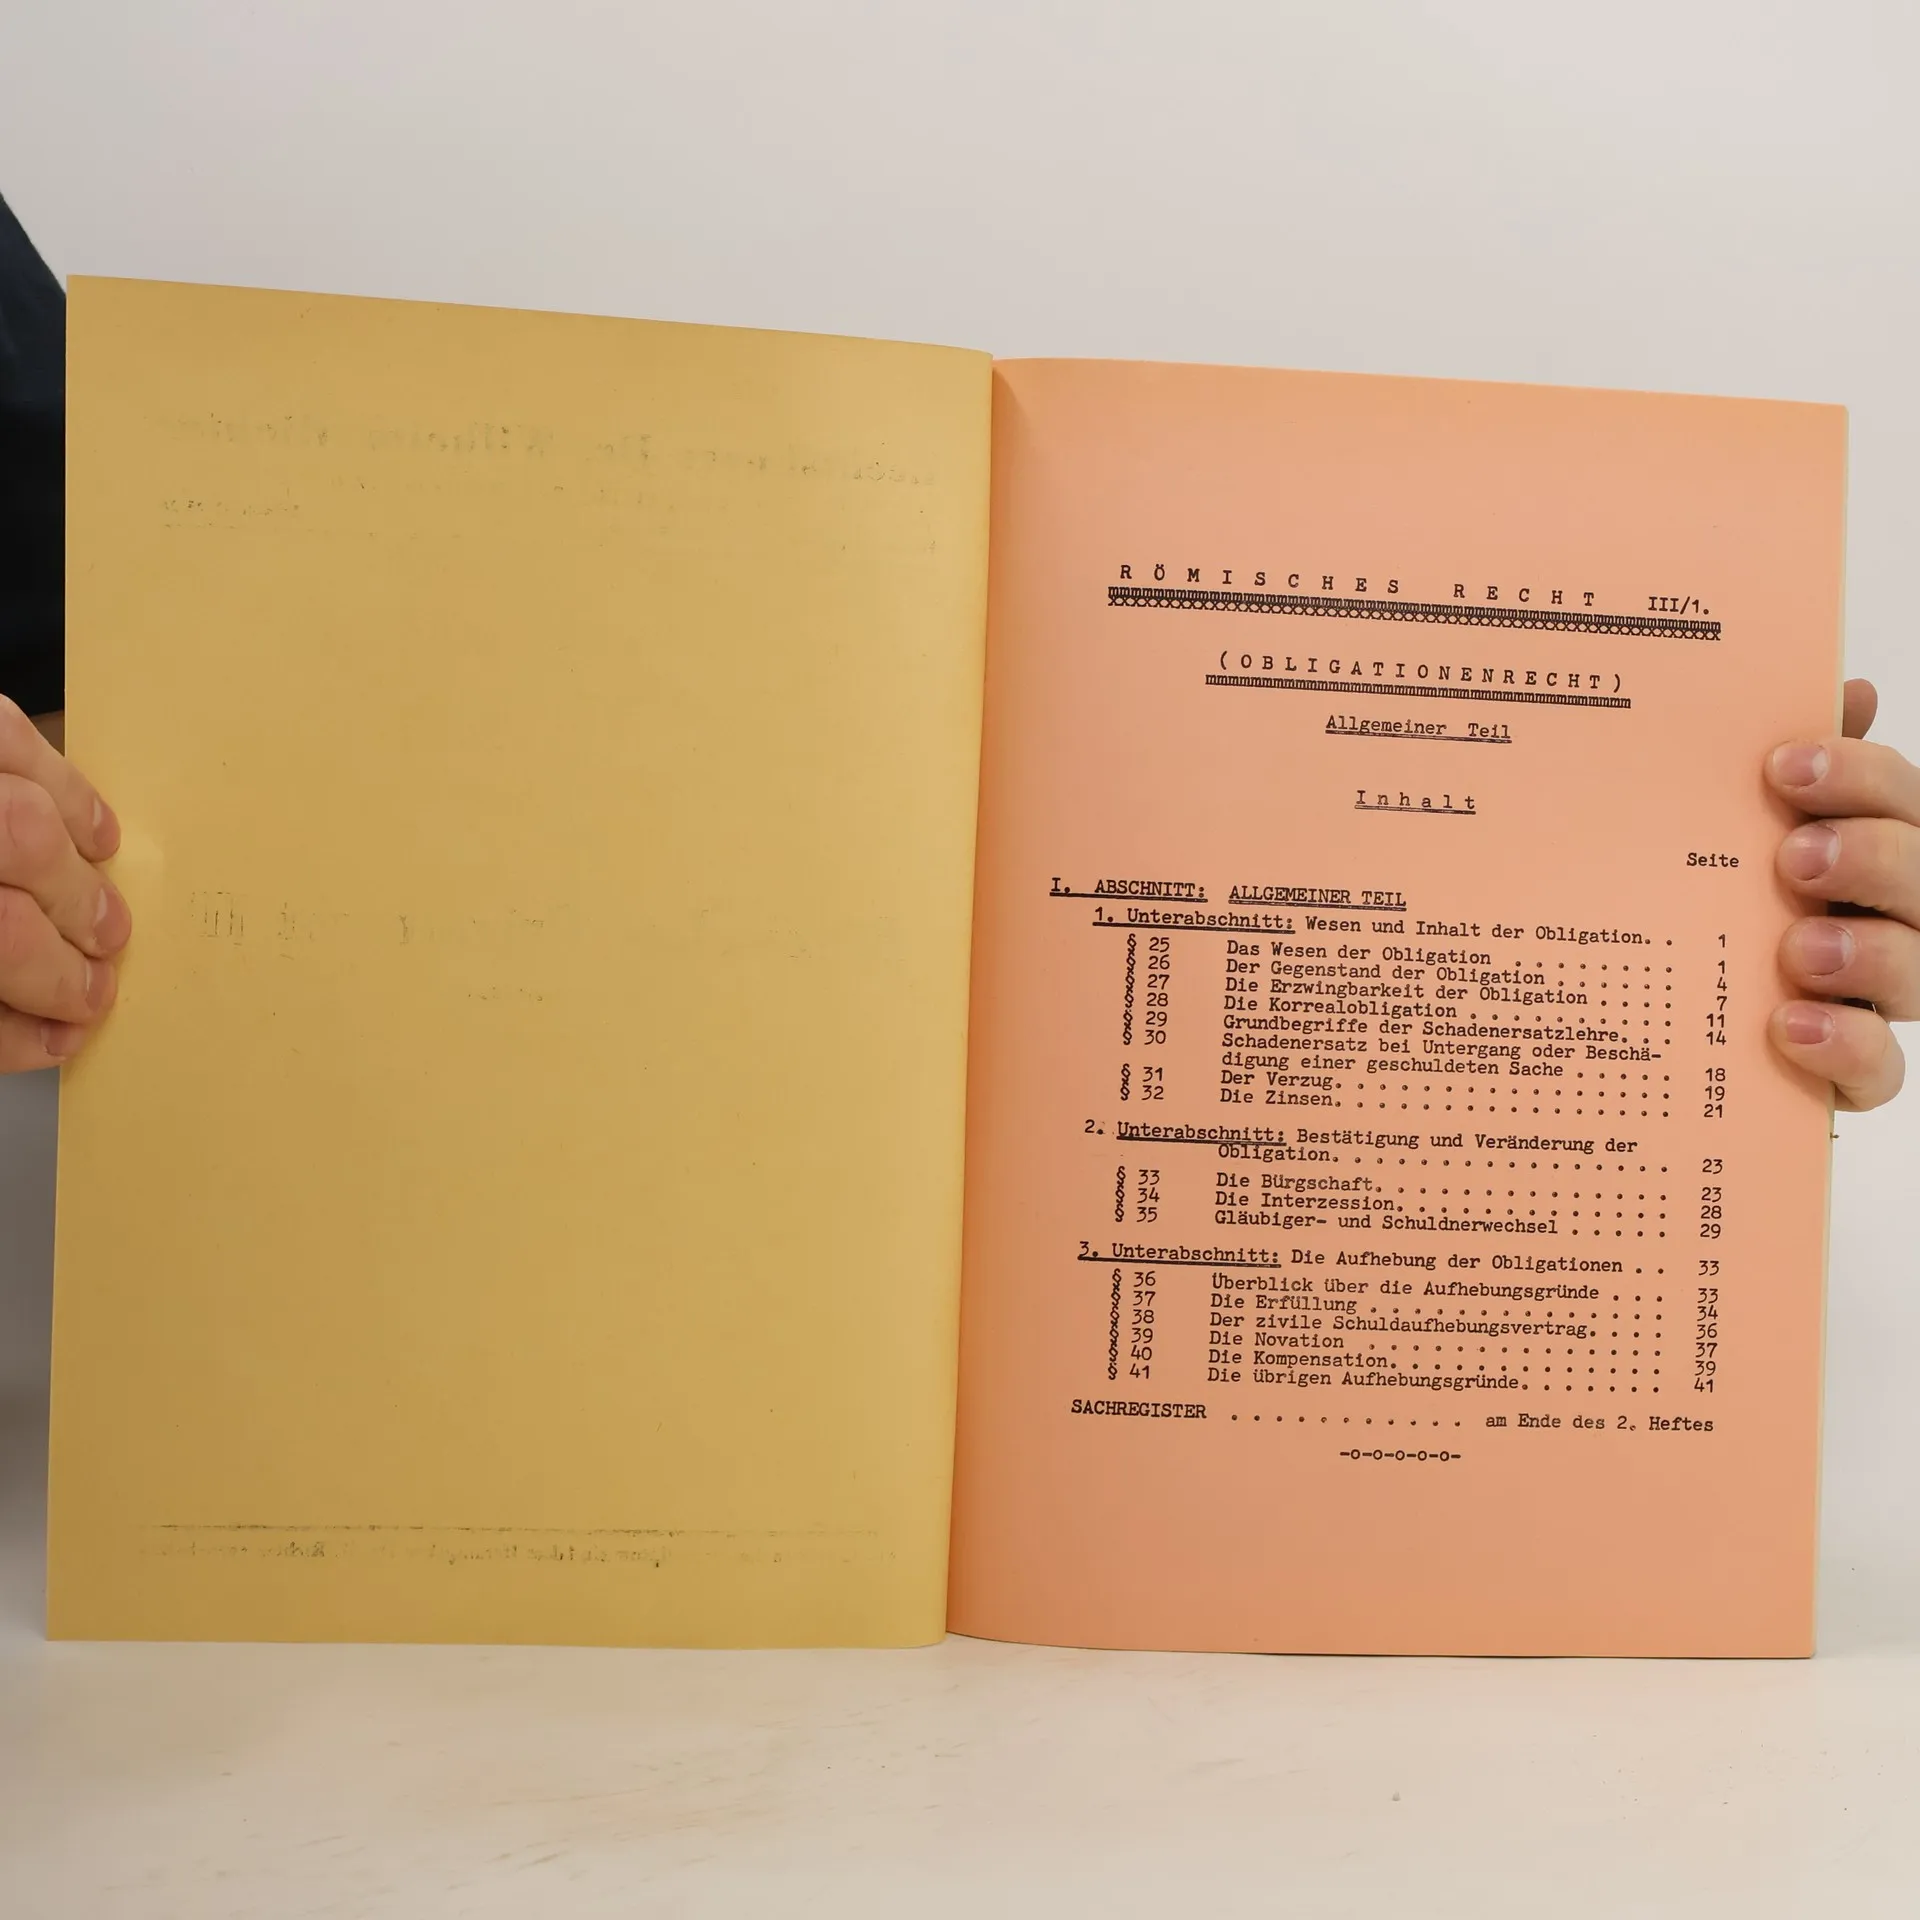 RÖMISCHES RECHT III/1.
(OBLIGATIONENRECHT)
Allgemeiner Teil
Inhalt
Seite
I. ABSCHNITT: ALLGEMEINER TEIL
1. Unterabschnitt: Wesen und Inhalt der Obligation. . 1
§ 25 Das Wesen der Obligation . . . . . . . . 1
§ 26 Der Gegenstand der Obligation . . . . . . 4
§ 27 Die Erzwingbarkeit der Obligation . . . . 7
§ 28 Die Korrealobligation . . . . . . . . . . 11
§ 29 Grundbegriffe der Schadenersatzlehre. . . 14
§ 30 Schadenersatz bei Untergang oder Beschä-
digung einer geschuldeten Sache . . . . . 18
§ 31 Der Verzug. . . . . . . . . . . . . . . . 19
§ 32 Die Zinsen. . . . . . . . . . . . . . . . 21
2. Unterabschnitt: Bestätigung und Veränderung der
Obligation. . . . . . . . . . . . . . . . 23
§ 33 Die Bürgschaft. . . . . . . . . . . . . . 23
§ 34 Die Interzession. . . . . . . . . . . . . 28
§ 35 Gläubiger- und Schuldnerwechsel . . . . . 29
3. Unterabschnitt: Die Aufhebung der Obligationen . . 33
§ 36 Überblick über die Aufhebungsgründe . . . 33
§ 37 Die Erfüllung . . . . . . . . . . . . . . 34
§ 38 Der zivile Schuldaufhebungsvertrag. . . . 36
§ 39 Die Novation . . . . . . . . . . . . . . 37
§ 40 Die Kompensation. . . . . . . . . . . . . 39
§ 41 Die übrigen Aufhebungsgründe. . . . . . . 41
SACHREGISTER . . . . . . . . . . . am Ende des 2. Heftes
-o-o-o-o-o-